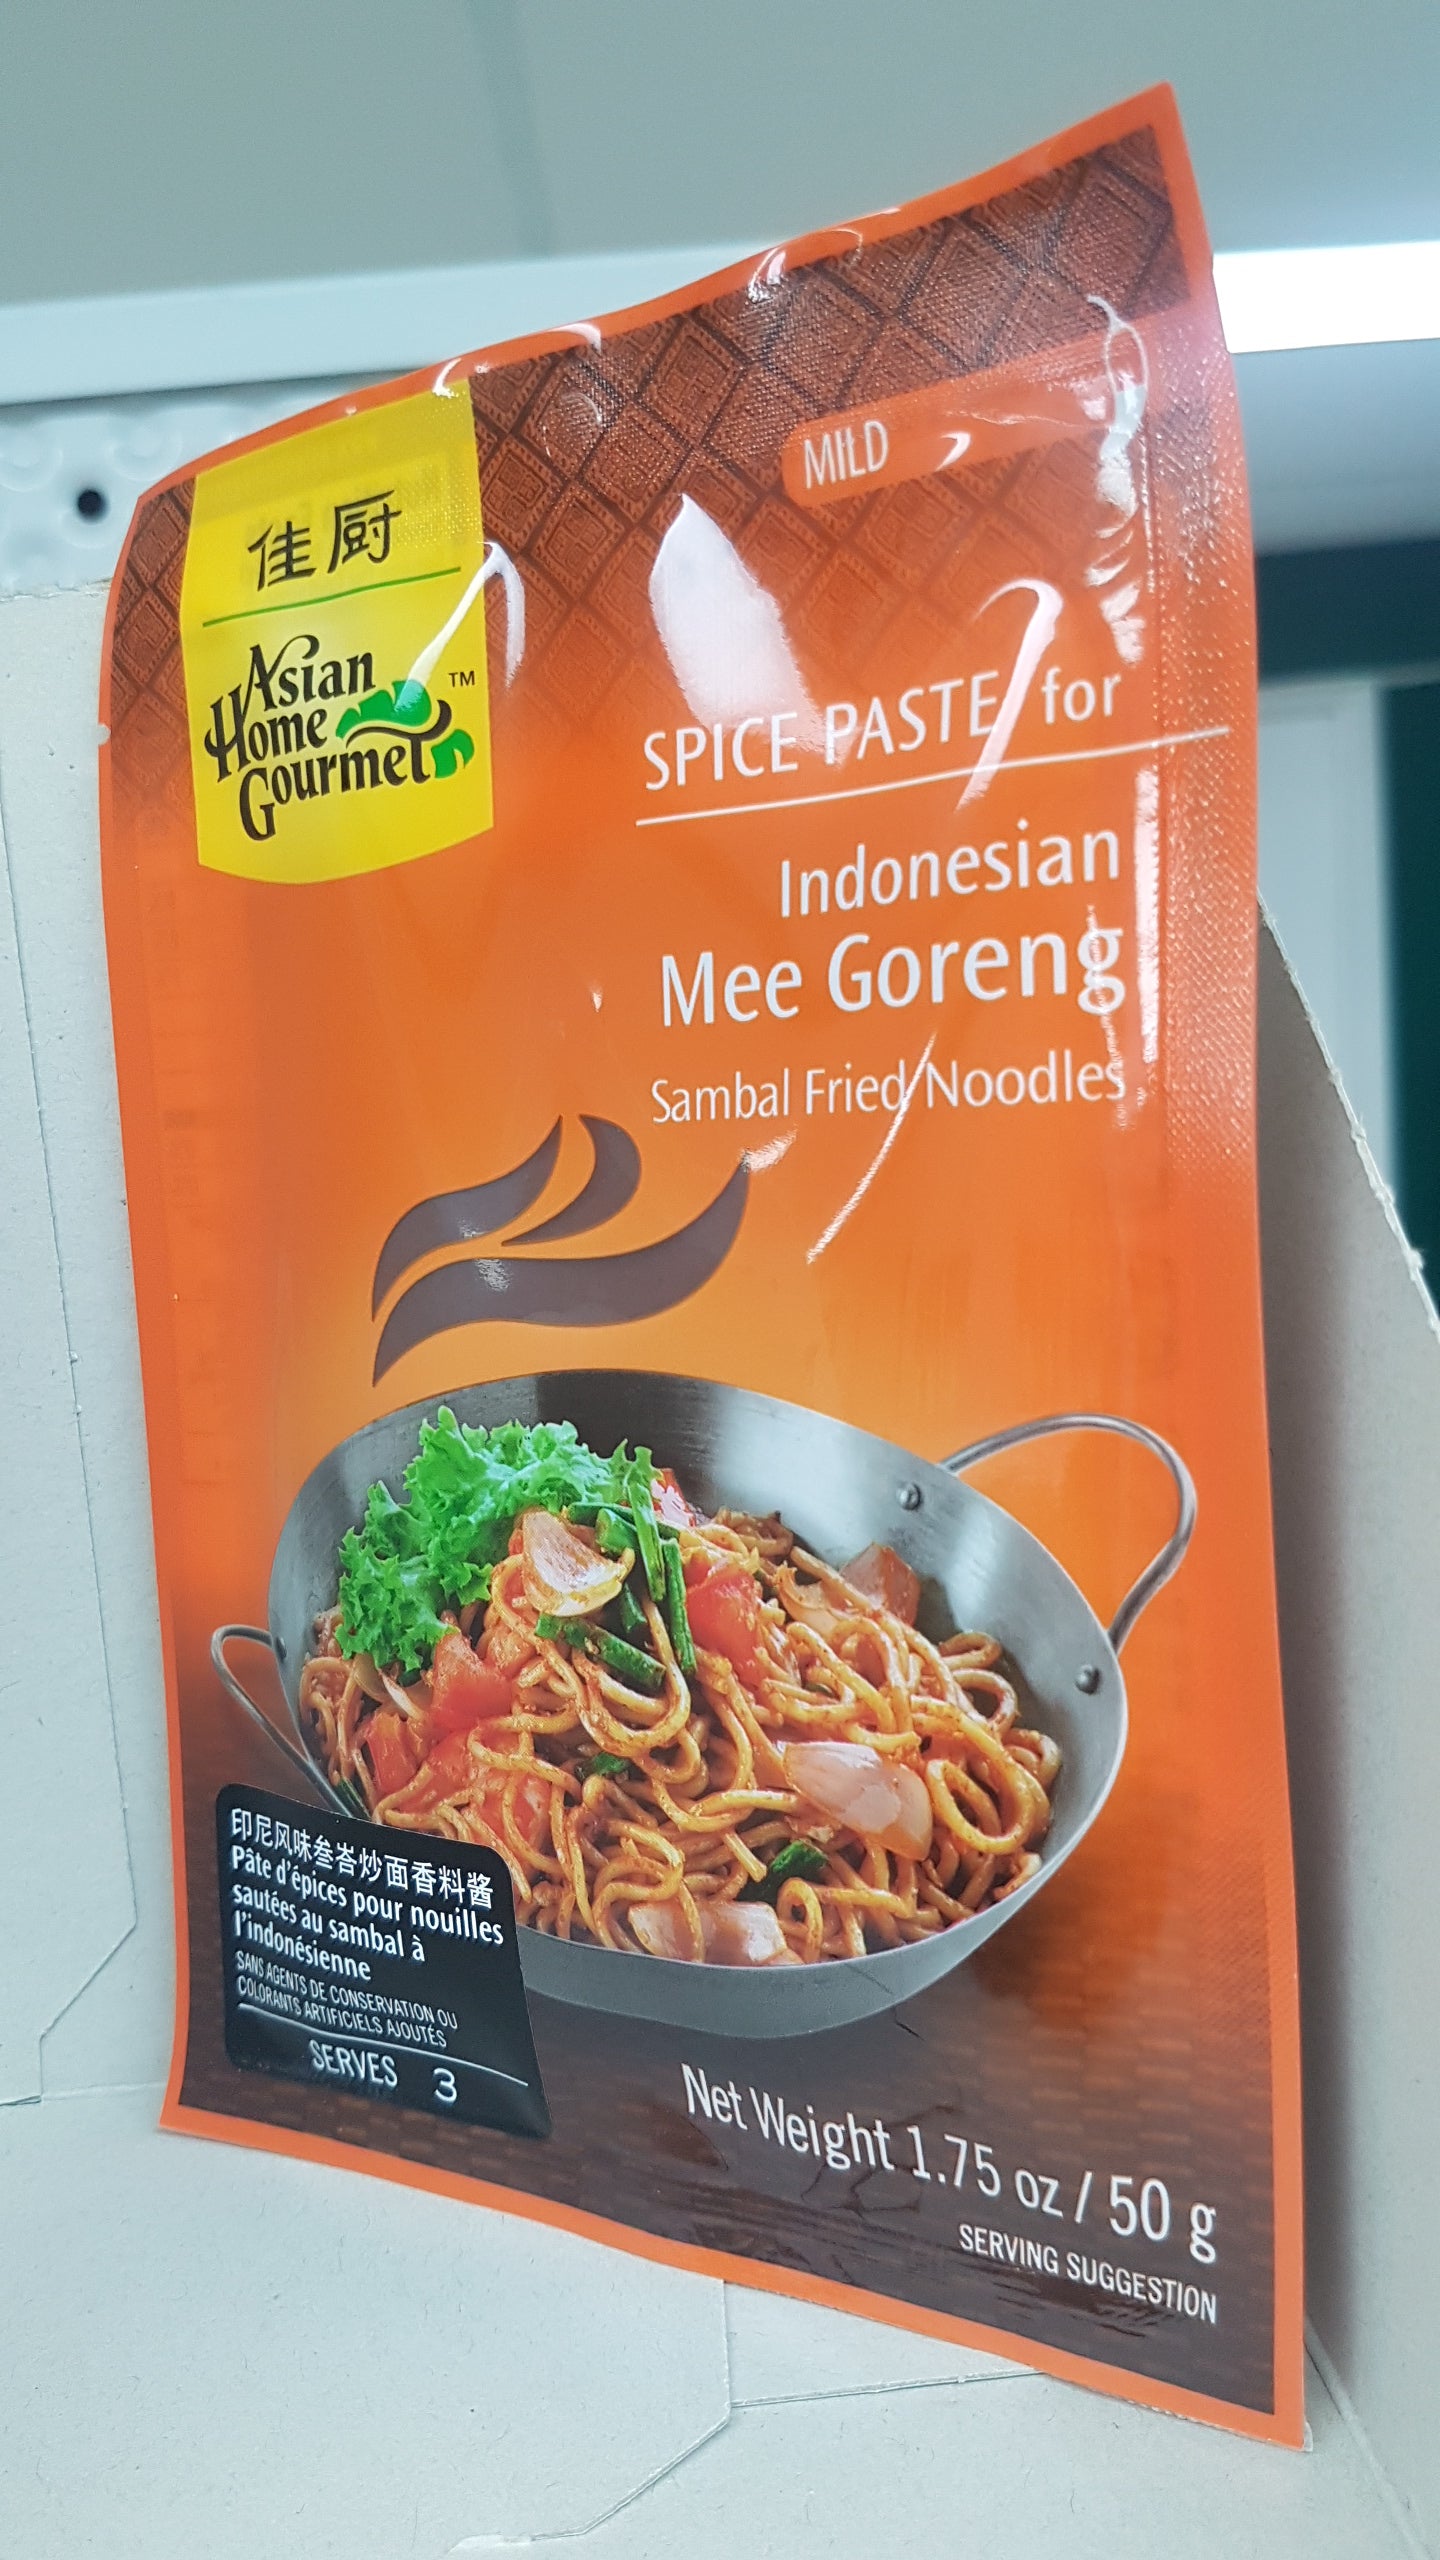 佳厨
Asian
Home
Gourmet™
MILD
SPICE PASTE for
Indonesian
Mee Goreng
Sambal Fried Noodles
印尼风味叁峇炒面香料酱
Pâte d'épices pour nouilles
sautées au sambal à
l'indonésienne
SANS AGENTS DE CONSERVATION OU
COLORANTS ARTIFICIELS AJOUTÉS
SERVES 3
Net Weight 1.75 oz / 50 g
SERVING SUGGESTION